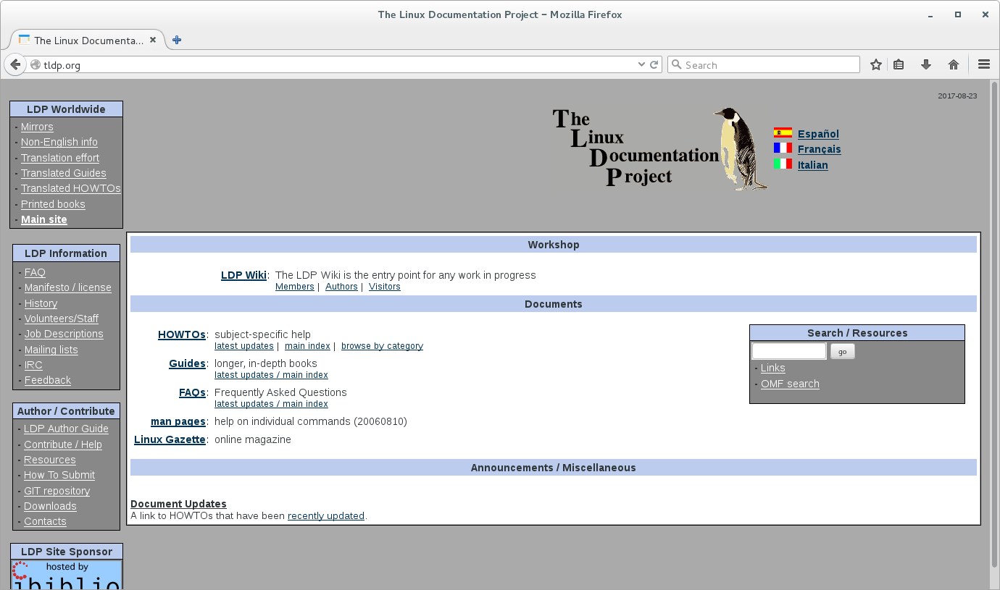 The Linux Documentation Project - Mozilla Firefox
The Linux Documenta...
tldp.org
Search
2017-08-23
LDP Worldwide
- Mirrors
- Non-English info
- Translation effort
- Translated Guides
- Translated HOWTOs
- Printed books
- Main site
The
Linux
Documentation
Project
Español
Français
Italian
LDP Information
- FAQ
- Manifesto / license
- History
- Volunteers/Staff
- Job Descriptions
- Mailing lists
- IRC
- Feedback
Author / Contribute
- LDP Author Guide
- Contribute / Help
- Resources
- How To Submit
- GIT repository
- Downloads
- Contacts
LDP Site Sponsor
hosted by
ibiblio
Workshop
LDP Wiki: The LDP Wiki is the entry point for any work in progress
Members | Authors | Visitors
Documents
HOWTOs: subject-specific help
latest updates | main index | browse by category
Guides: longer, in-depth books
latest updates / main index
FAQs: Frequently Asked Questions
latest updates / main index
man pages: help on individual commands (20060810)
Linux Gazette: online magazine
Search / Resources
go
- Links
- OMF search
Announcements / Miscellaneous
Document Updates
A link to HOWTOs that have been recently updated.